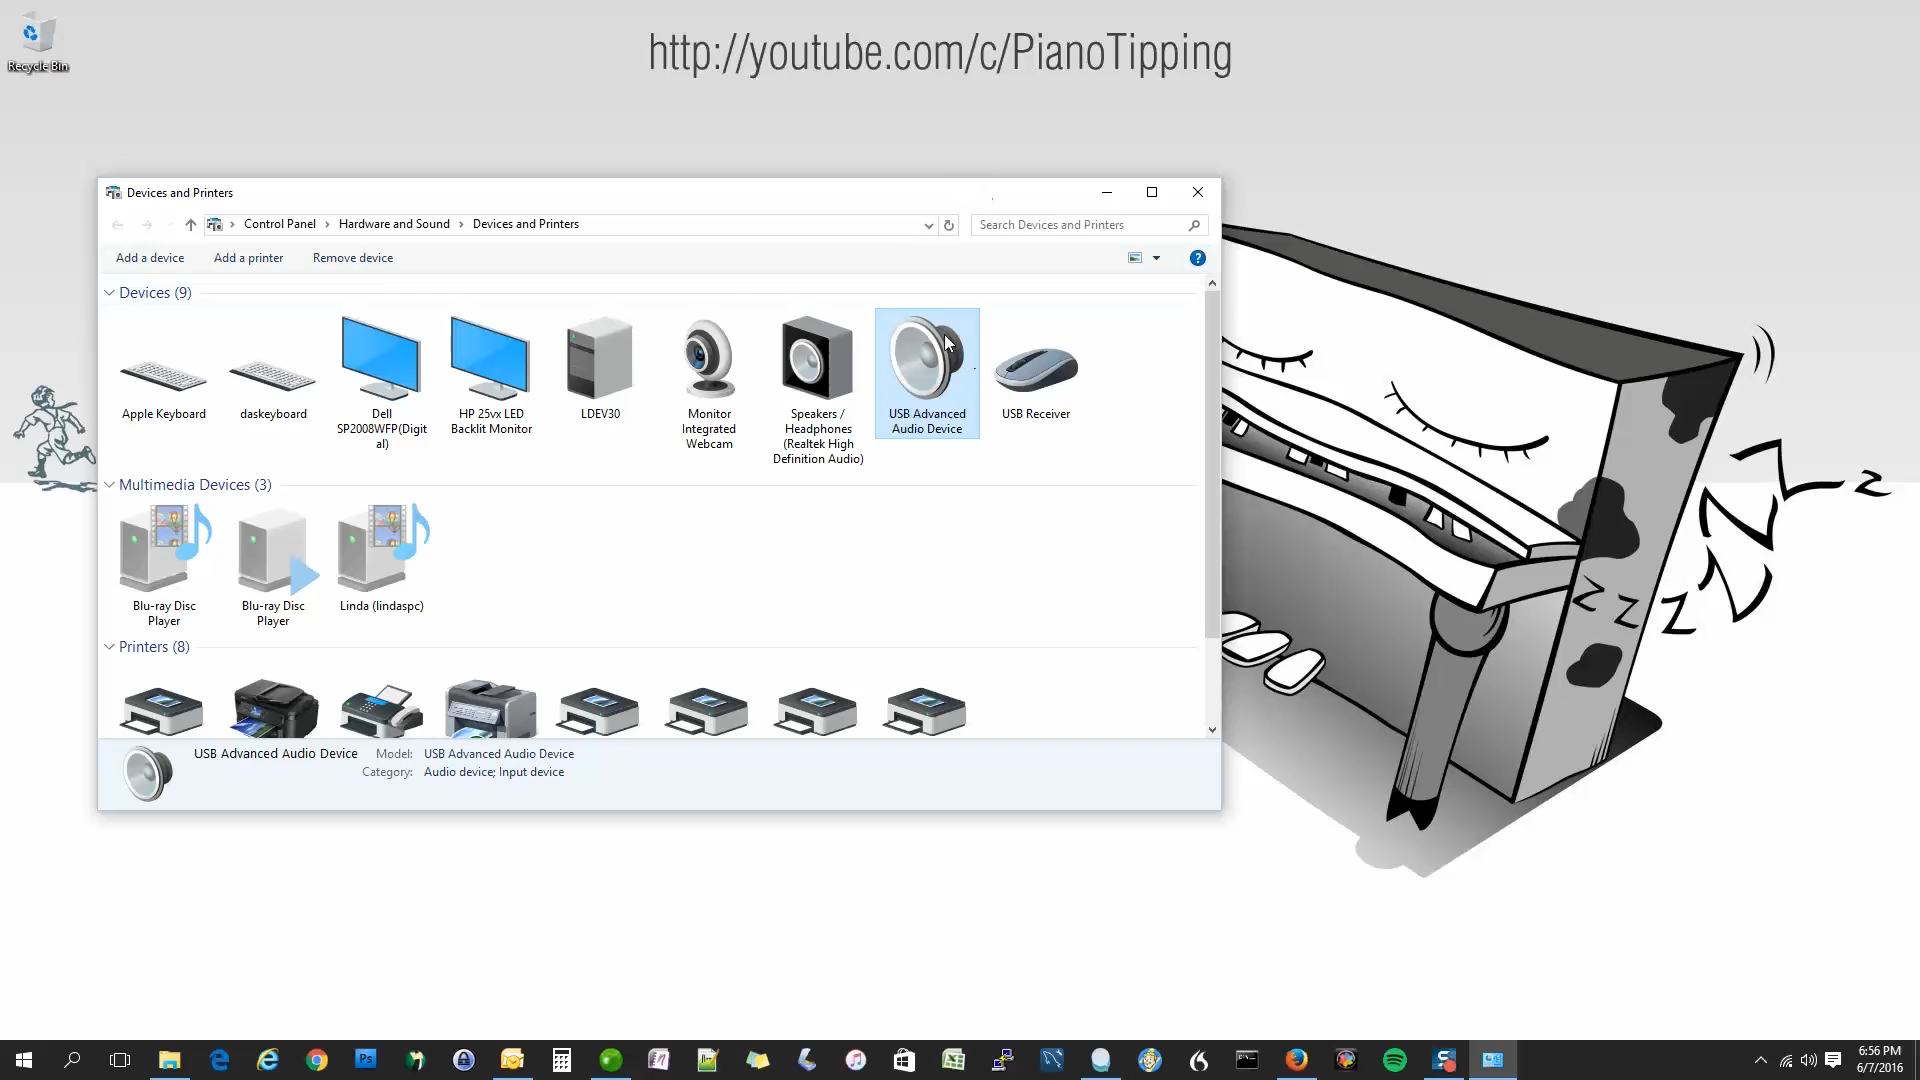 Recycle Bin
http://youtube.com/c/PianoTipping
Devices and Printers
Control Panel > Hardware and Sound > Devices and Printers
Search Devices and Printers
Add a device
Add a printer
Remove device
?
Devices (9)
Apple Keyboard
daskeyboard
Dell
SP2008WFP(Digit
al)
HP 25vx LED
Backlit Monitor
LDEV30
Monitor
Integrated
Webcam
Speakers /
Headphones
(Realtek High
Definition Audio)
USB Advanced
Audio Device
USB Receiver
Multimedia Devices (3)
Blu-ray Disc
Player
Blu-ray Disc
Player
Linda (lindaspc)
Printers (8)
USB Advanced Audio Device
Model: USB Advanced Audio Device
Category: Audio device; Input device
z z z Z N N Z z
Ps
6:56 PM
6/7/2016